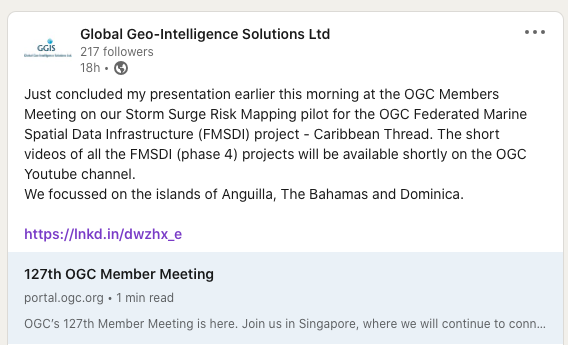 GGIS
Global Geo-Intelligence Solutions Ltd
217 followers
18h •
Just concluded my presentation earlier this morning at the OGC Members
Meeting on our Storm Surge Risk Mapping pilot for the OGC Federated Marine
Spatial Data Infrastructure (FMSDI) project - Caribbean Thread. The short
videos of all the FMSDI (phase 4) projects will be available shortly on the OGC
Youtube channel.
We focussed on the islands of Anguilla, The Bahamas and Dominica.
https://lnkd.in/dwzhx_e
127th OGC Member Meeting
portal.ogc.org • 1 min read
OGC's 127th Member Meeting is here. Join us in Singapore, where we will continue to conn...